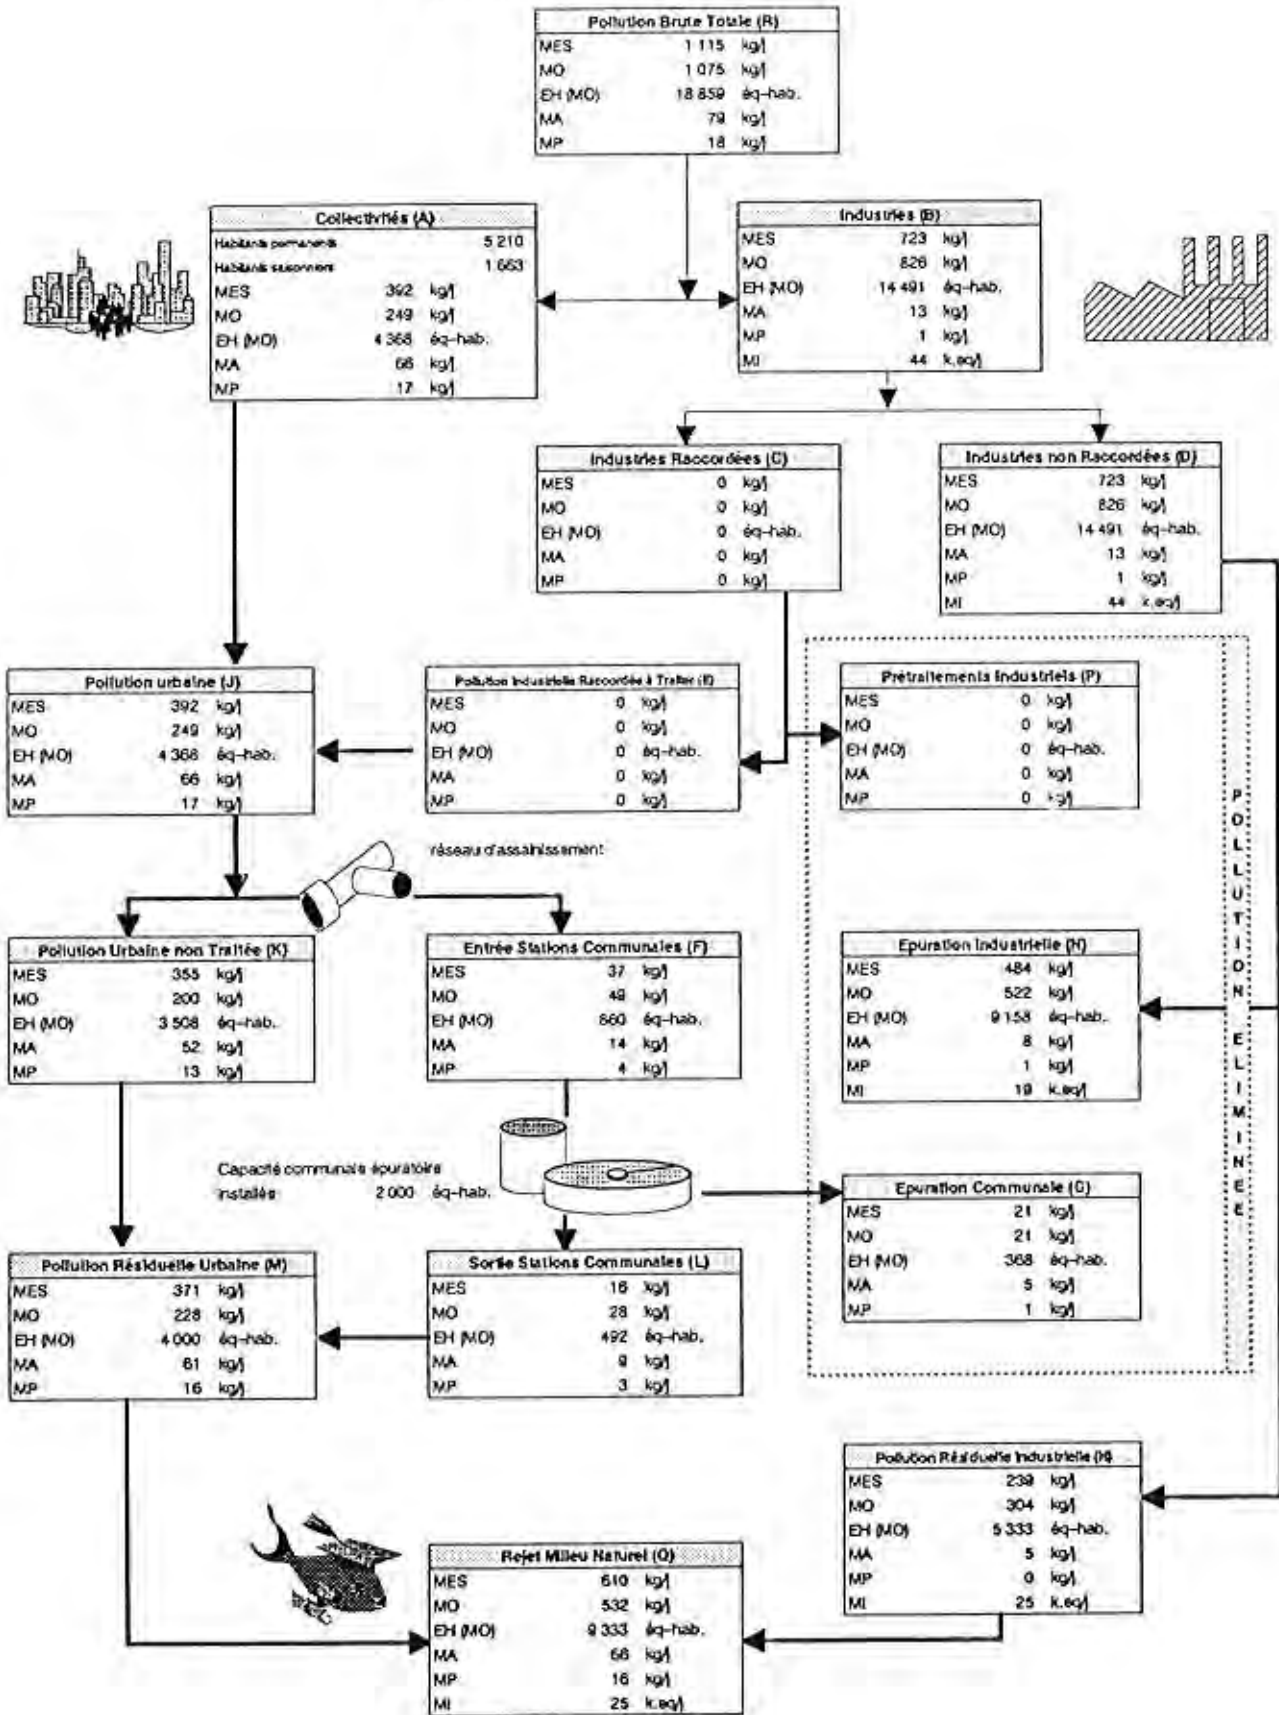 Pollution Brute Totale (R)
MES 1 115 kg/j
MO 1 075 kg/j
EH (MO) 18 859 éq-hab.
MA 79 kg/j
MP 18 kg/j
Collectivités (A)
Habitants permanents 5 210
Habitants saisonniers 1 663
MES 392 kg/j
MO 249 kg/j
EH (MO) 4 368 éq-hab.
MA 66 kg/j
MP 17 kg/j
Industries (B)
MES 723 kg/j
MO 826 kg/j
EH (MO) 14 491 éq-hab.
MA 13 kg/j
MP 1 kg/j
MI 44 k.eq/j
Industries Raccordées (C)
MES 0 kg/j
MO 0 kg/j
EH (MO) 0 éq-hab.
MA 0 kg/j
MP 0 kg/j
Industries non Raccordées (D)
MES 723 kg/j
MO 826 kg/j
EH (MO) 14 491 éq-hab.
MA 13 kg/j
MP 1 kg/j
MI 44 k.eq/j
Pollution urbaine (J)
MES 392 kg/j
MO 249 kg/j
EH (MO) 4 368 éq-hab.
MA 66 kg/j
MP 17 kg/j
Pollution Industrielle Raccordée à Traiter (E)
MES 0 kg/j
MO 0 kg/j
EH (MO) 0 éq-hab.
MA 0 kg/j
MP 0 kg/j
Prétraitements Industriels (P)
MES 0 kg/j
MO 0 kg/j
EH (MO) 0 éq-hab.
MA 0 kg/j
MP 0 kg/j
POLLUTION ELIMINEE
réseau d'assainissement
Pollution Urbaine non Traitée (K)
MES 355 kg/j
MO 200 kg/j
EH (MO) 3 508 éq-hab.
MA 52 kg/j
MP 13 kg/j
Entrée Stations Communales (F)
MES 37 kg/j
MO 49 kg/j
EH (MO) 860 éq-hab.
MA 14 kg/j
MP 4 kg/j
Epuration Industrielle (N)
MES 484 kg/j
MO 522 kg/j
EH (MO) 9 158 éq-hab.
MA 8 kg/j
MP 1 kg/j
MI 19 k.eq/j
Capacité communale épuratoire
installée 2 000 éq-hab.
Epuration Communale (G)
MES 21 kg/j
MO 21 kg/j
EH (MO) 368 éq-hab.
MA 5 kg/j
MP 1 kg/j
Pollution Résiduelle Urbaine (M)
MES 371 kg/j
MO 228 kg/j
EH (MO) 4 000 éq-hab.
MA 61 kg/j
MP 16 kg/j
Sortie Stations Communales (L)
MES 16 kg/j
MO 28 kg/j
EH (MO) 492 éq-hab.
MA 9 kg/j
MP 3 kg/j
Pollution Résiduelle Industrielle
MES 239 kg/j
MO 304 kg/j
EH (MO) 5 333 éq-hab.
MA 5 kg/j
MP 0 kg/j
MI 25 k.eq/j
Rejet Milieu Naturel (Q)
MES 610 kg/j
MO 532 kg/j
EH (MO) 9 333 éq-hab.
MA 66 kg/j
MP 16 kg/j
MI 25 k.eq/j